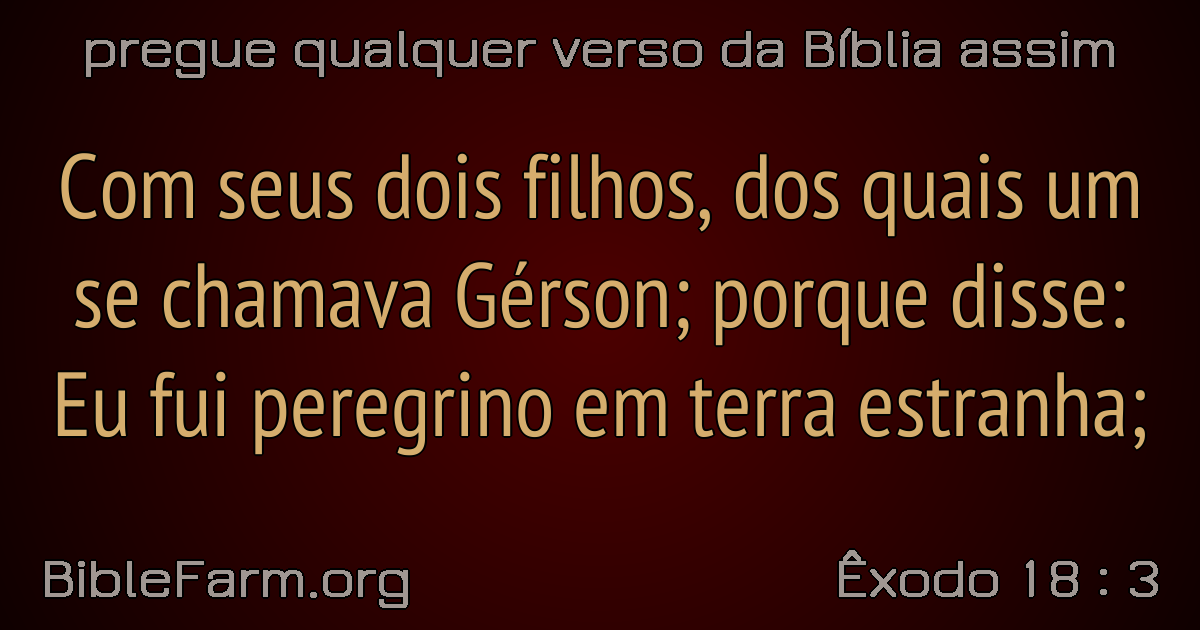 pregue qualquer verso da Bíblia assim
Com seus dois filhos, dos quais um
se chamava Gérson; porque disse:
Eu fui peregrino em terra estranha;
BibleFarm.org
Êxodo 18 : 3